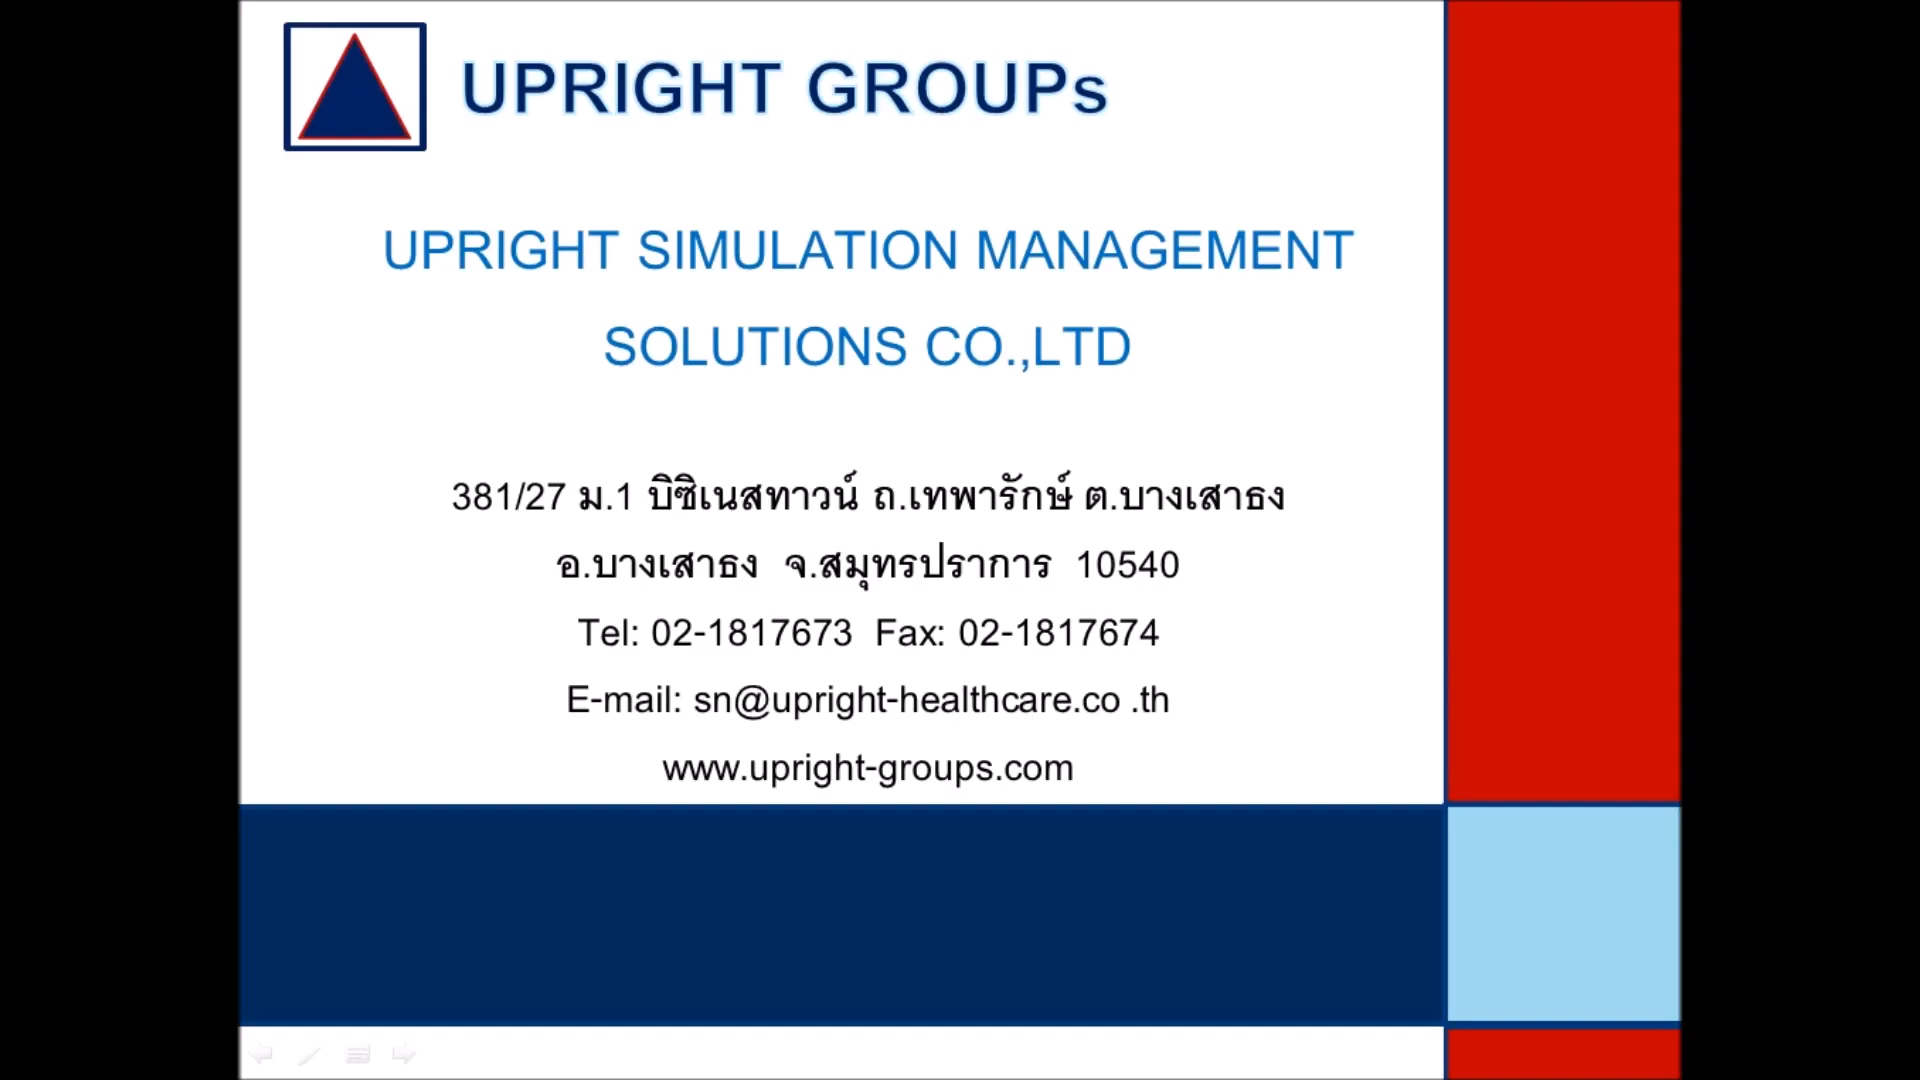 UPRIGHT GROUPs
UPRIGHT SIMULATION MANAGEMENT
SOLUTIONS CO.,LTD
381/27 ม.1 บิซิเนสทาวน์ ถ.เทพารักษ์ ต.บางเสาธง
อ.บางเสาธง จ.สมุทรปราการ 10540
Tel: 02-1817673 Fax: 02-1817674
E-mail: sn@upright-healthcare.co .th
www.upright-groups.com